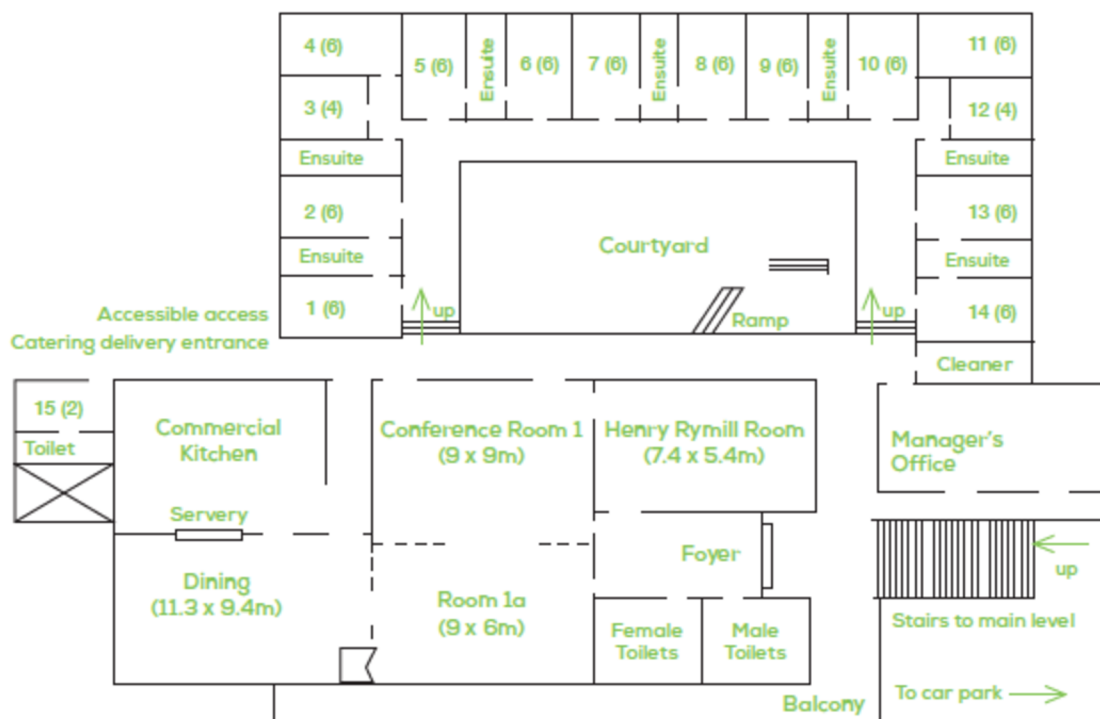 4 (6)
5 (6)
Ensuite
6 (6)
7 (6)
Ensuite
8 (6)
9 (6)
Ensuite
10 (6)
11 (6)
3 (4)
12 (4)
Ensuite
Ensuite
2 (6)
13 (6)
Courtyard
Ensuite
Ensuite
1 (6)
up
Ramp
up
14 (6)
Accessible access
Catering delivery entrance
Cleaner
15 (2)
Toilet
Commercial
Kitchen
Conference Room 1
(9 x 9m)
Henry Rymill Room
(7.4 x 5.4m)
Manager's
Office
Servery
Foyer
up
Dining
(11.3 x 9.4m)
Room 1a
(9 x 6m)
Female
Toilets
Male
Toilets
Stairs to main level
Balcony
To car park